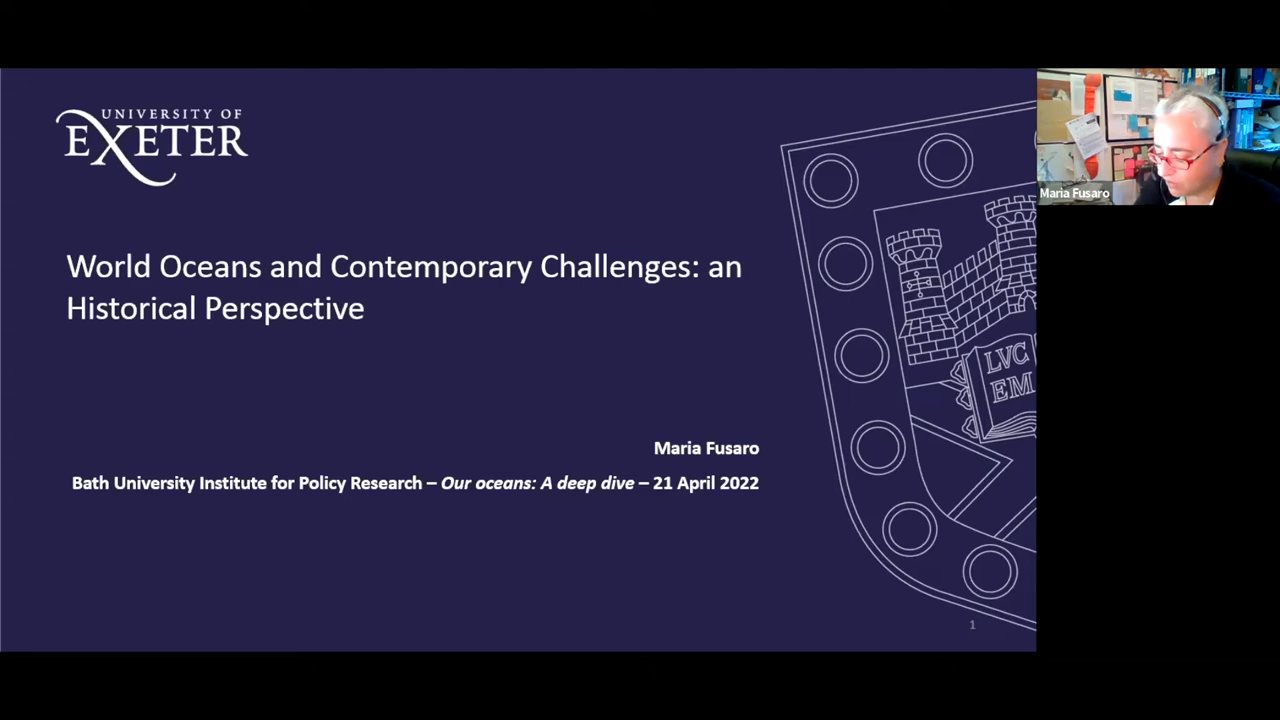 UNIVERSITY OF
EXETER
World Oceans and Contemporary Challenges: an
Historical Perspective
Maria Fusaro
Bath University Institute for Policy Research – Our oceans: A deep dive – 21 April 2022
LVC
EM
1
Maria Fusaro